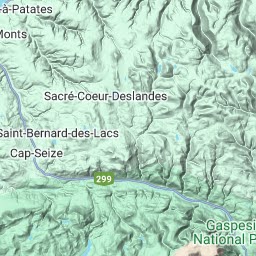 -à-Patates
Monts
Sacré-Coeur-Deslandes
Saint-Bernard-des-Lacs
Cap-Seize
299
Gaspesi
National P